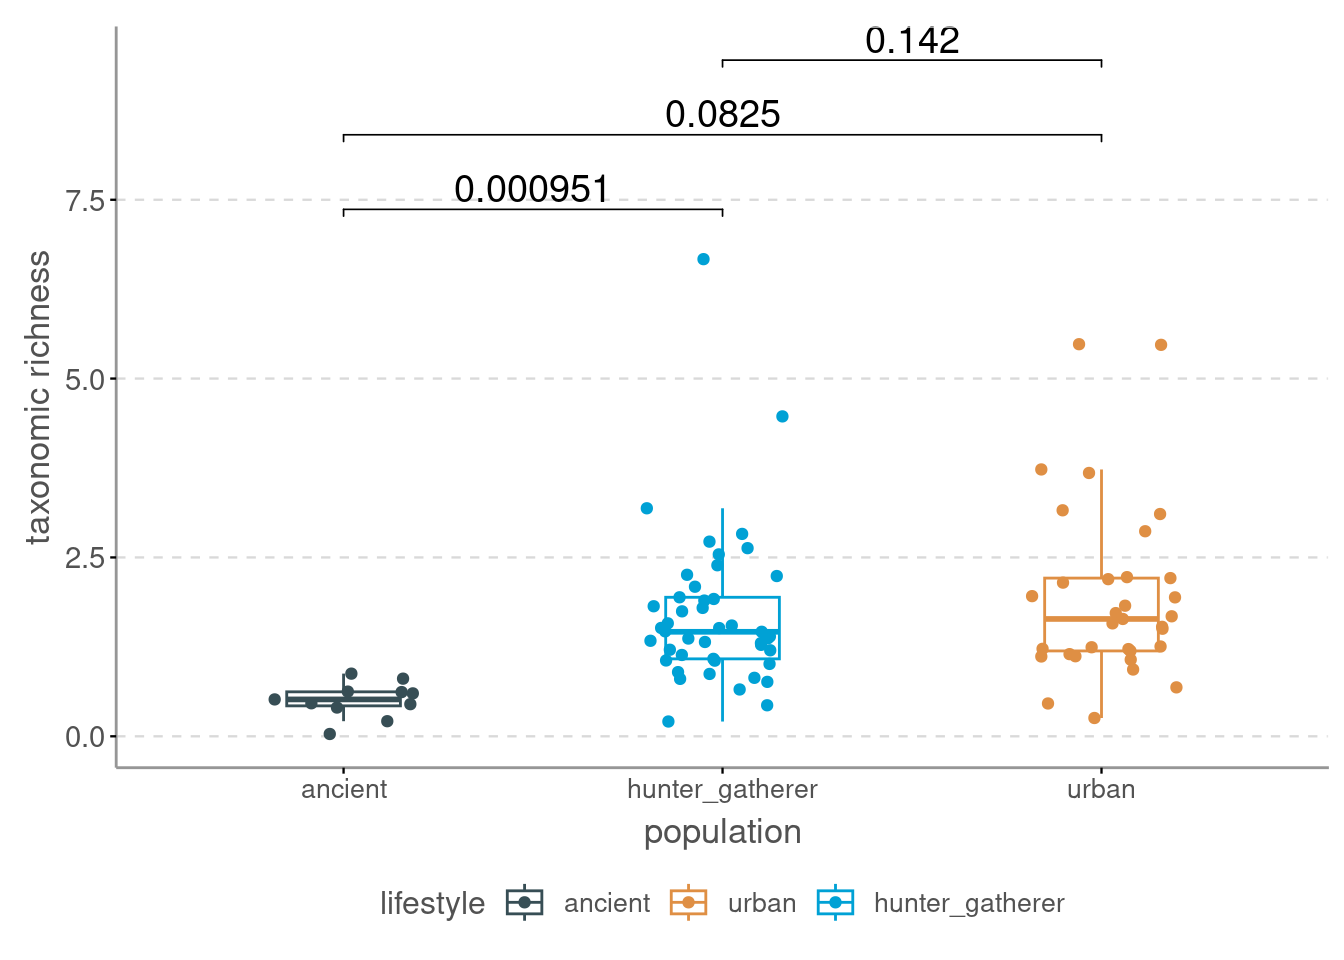 0.142
0.0825
0.000951
7.5
5.0
2.5
0.0
taxonomic richness
ancient hunter_gatherer urban
population
lifestyle ancient urban hunter_gatherer